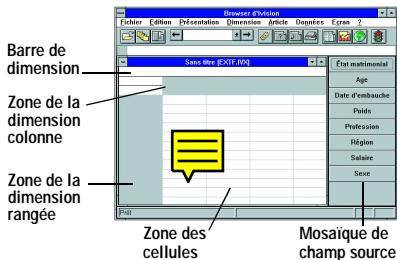 Browser d'Ivision
Fichier Edition Présentation Dimension Article Données Ecran ?
Sans titre [EXTF.IVX]
Barre de
dimension
Zone de la
dimension
colonne
Zone de la
dimension
rangée
État matrimonial
Age
Date d'embauche
Poids
Profession
Région
Salaire
Sexe
Prêt
Zone des
cellules
Mosaïque de
champ source